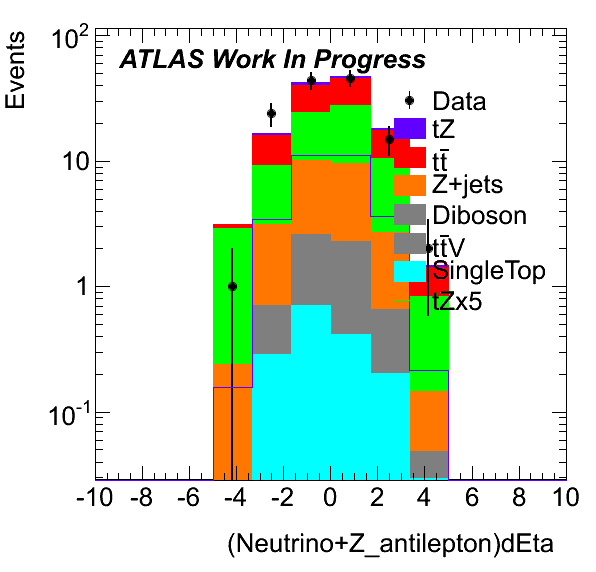 ATLAS Work In Progress
Events
10²
10
1
10⁻¹
Data
tZ
tt̄
Z+jets
Diboson
tt̄V
SingleTop
tZx5
-10 -8 -6 -4 -2 0 2 4 6 8 10
(Neutrino+Z_antilepton)dEta